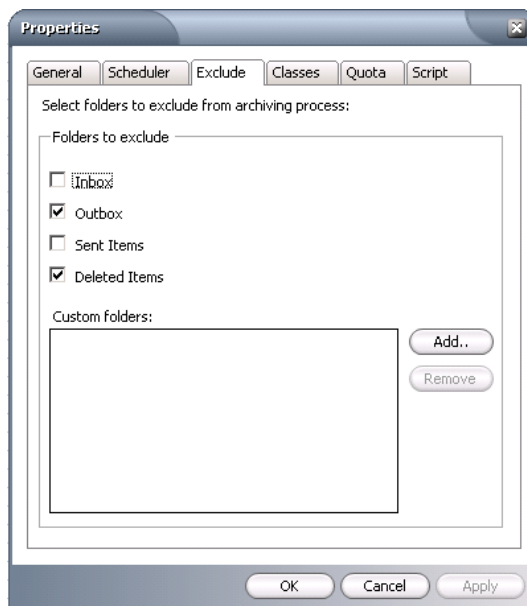 Properties
General Scheduler Exclude Classes Quota Script
Select folders to exclude from archiving process:
Folders to exclude
Inbox
Outbox
Sent Items
Deleted Items
Custom folders:
Add..
Remove
OK Cancel Apply